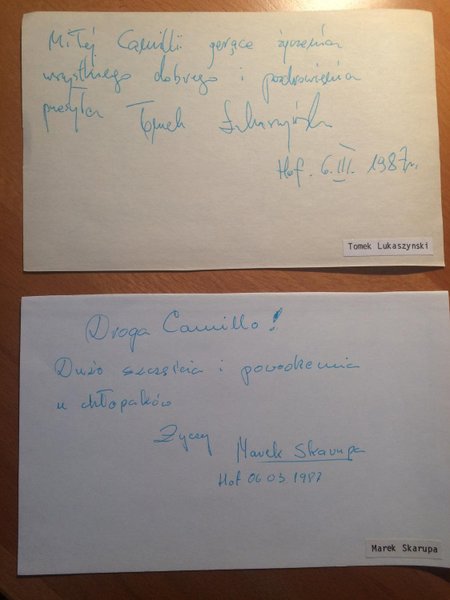 Miłej Camilli gorące życzenia
wszystkiego dobrego i pozdrowienia
przesyła Tomek Łukaszyński
Hof. 6.III. 1987r.
Tomek Lukaszynski
Droga Camillo!
Dużo szczęścia i powodzenia
u chłopaków
Życzy Marek Skarupa
Hof 06 03 1987
Marek Skarupa